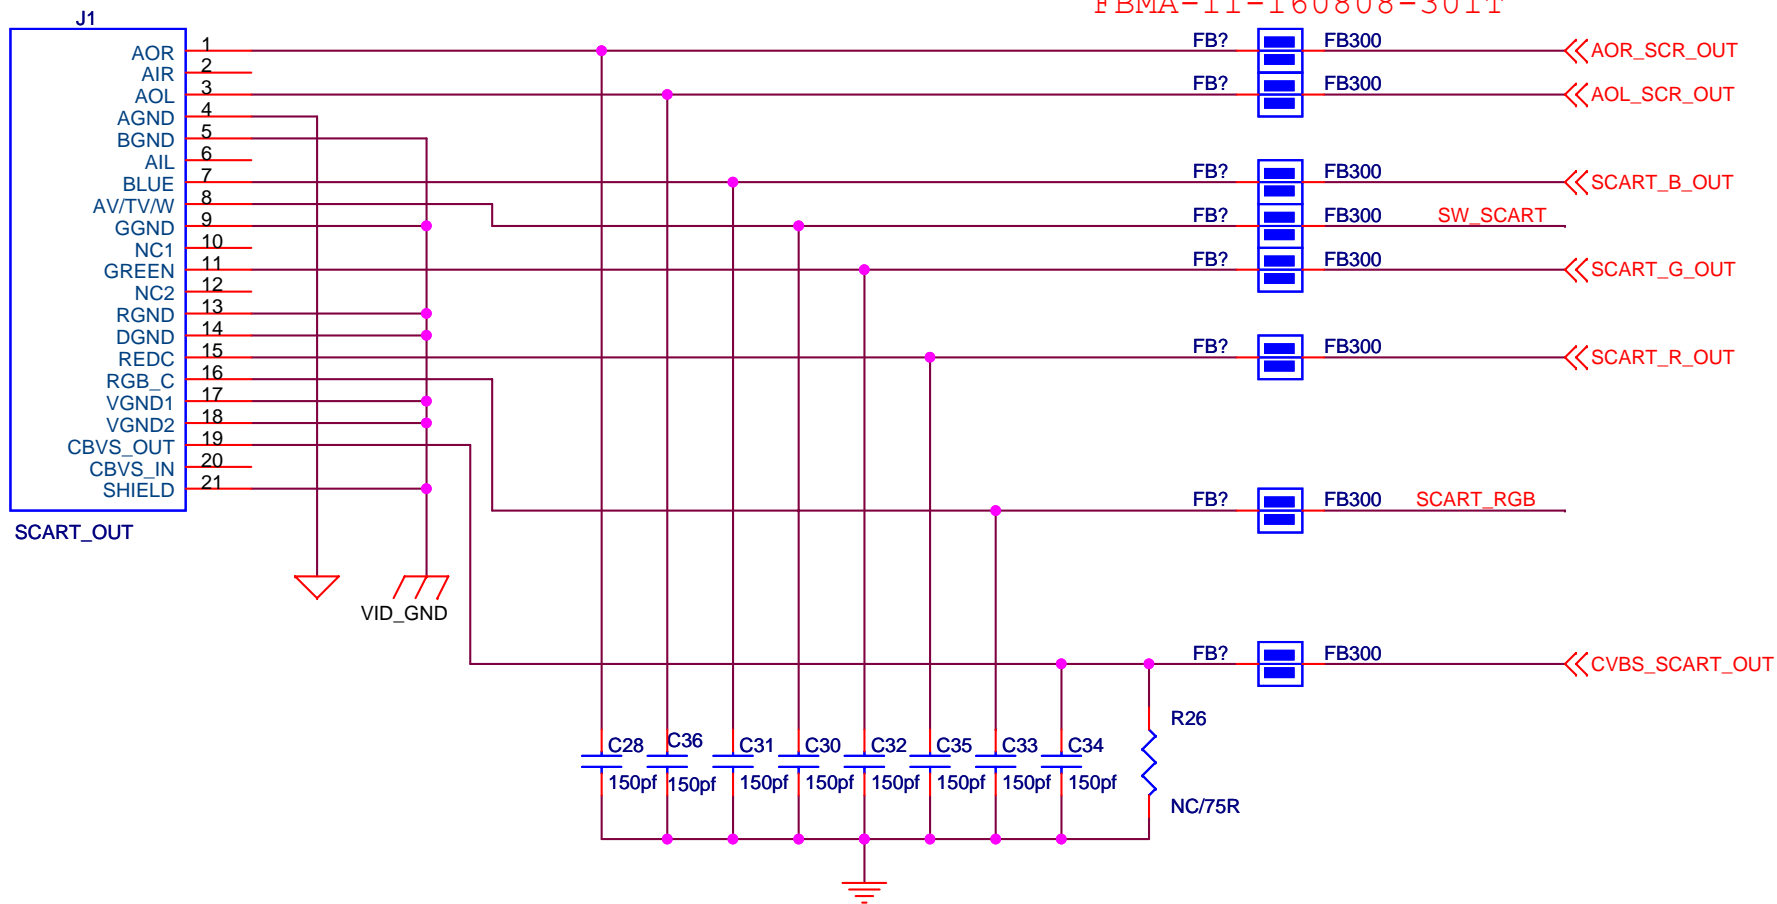 FBMA-11-160808-301T
J1
AOR 1 FB? FB300 AOR_SCR_OUT
AIR 2
AOL 3 FB? FB300 AOL_SCR_OUT
AGND 4
BGND 5
AIL 6
BLUE 7 FB? FB300 SCART_B_OUT
AV/TV/W 8
GGND 9 FB? FB300 SW_SCART
NC1 10
GREEN 11 FB? FB300 SCART_G_OUT
NC2 12
RGND 13
DGND 14
REDC 15 FB? FB300 SCART_R_OUT
RGB_C 16
VGND1 17
VGND2 18
CBVS_OUT 19
CBVS_IN 20
SHIELD 21
FB? FB300 SCART_RGB
SCART_OUT
VID_GND
FB? FB300 CVBS_SCART_OUT
R26
C28 C36 C31 C30 C32 C35 C33 C34
150pf 150pf 150pf 150pf 150pf 150pf 150pf 150pf
NC/75R